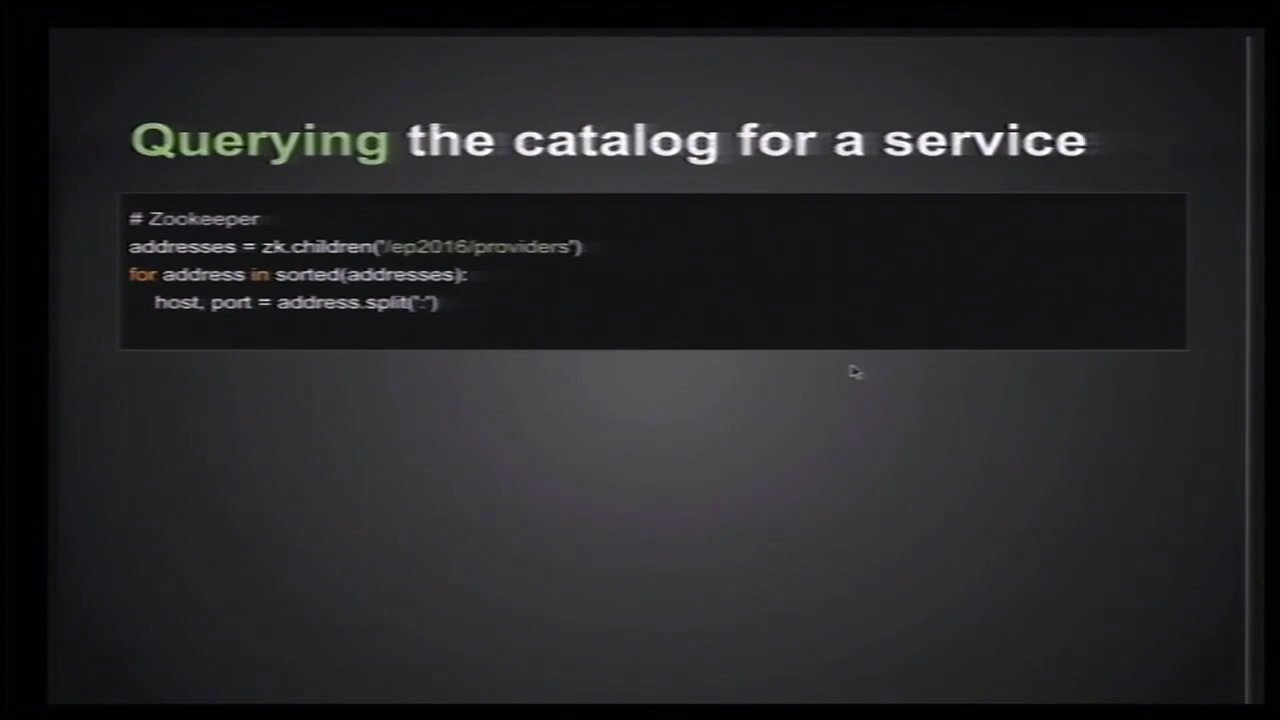 Querying the catalog for a service
# Zookeeper
addresses = zk.children('/ep2016/providers')
for address in sorted(addresses):
host, port = address.split(":")